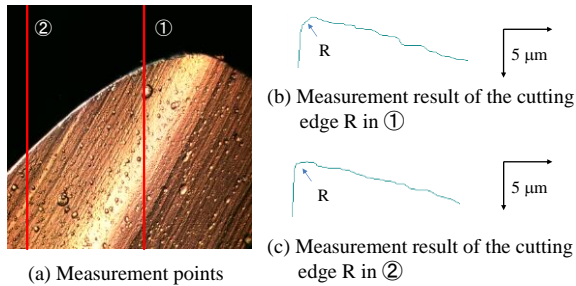 ② ①
(a) Measurement points
R
5 μm
(b) Measurement result of the cutting
edge R in ①
R
5 μm
(c) Measurement result of the cutting
edge R in ②